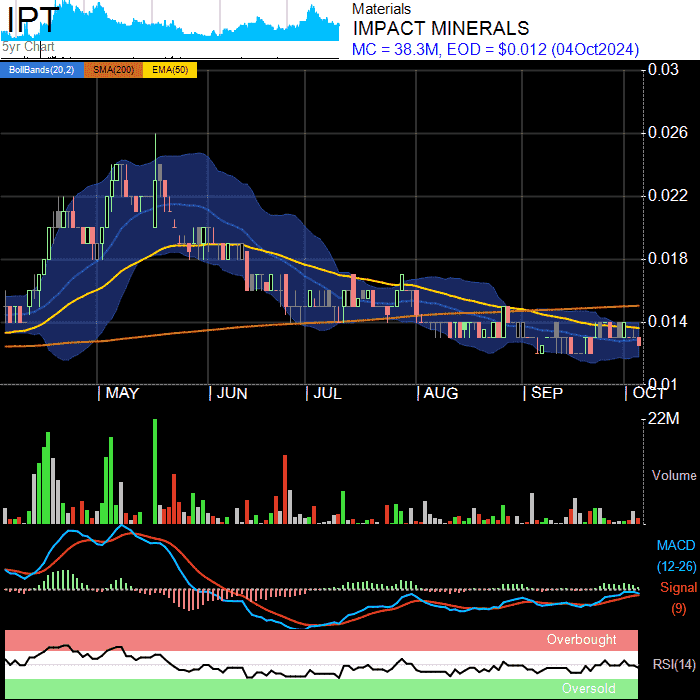 IPT
5yr Chart
Materials
IMPACT MINERALS
MC = 38.3M, EOD = $0.012 (04Oct2024)
BollBands(20,2) SMA(200) EMA(50)
0.03
0.026
0.022
0.018
0.014
0.01
MAY JUN JUL AUG SEP OCT
22M
Volume
MACD
(12-26)
Signal
(9)
Overbought
RSI(14)
Oversold